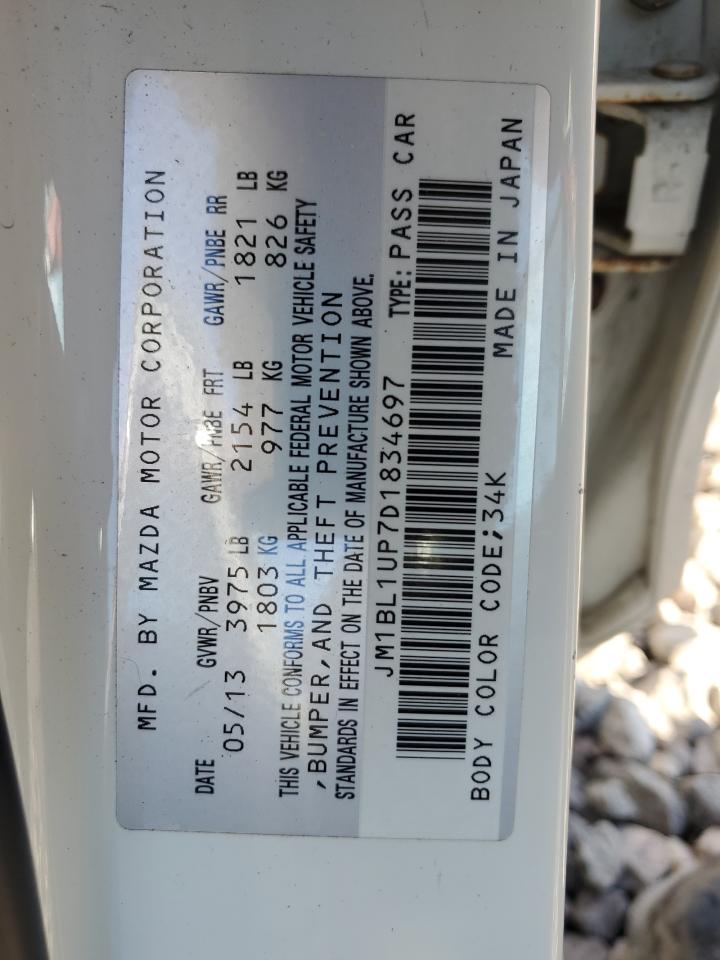 MFD. BY MAZDA MOTOR CORPORATION
DATE GVWR/PNBV GAWR/PNBE FRT GAWR/PNBE RR
05/13 3975 LB 2154 LB 1821 LB
1803 KG 977 KG 826 KG
THIS VEHICLE CONFORMS TO ALL APPLICABLE FEDERAL MOTOR VEHICLE SAFETY
,BUMPER,AND THEFT PREVENTION
STANDARDS IN EFFECT ON THE DATE OF MANUFACTURE SHOWN ABOVE.
JM1BL1UP7D1834697 TYPE: PASS CAR
BODY COLOR CODE;34K MADE IN JAPAN